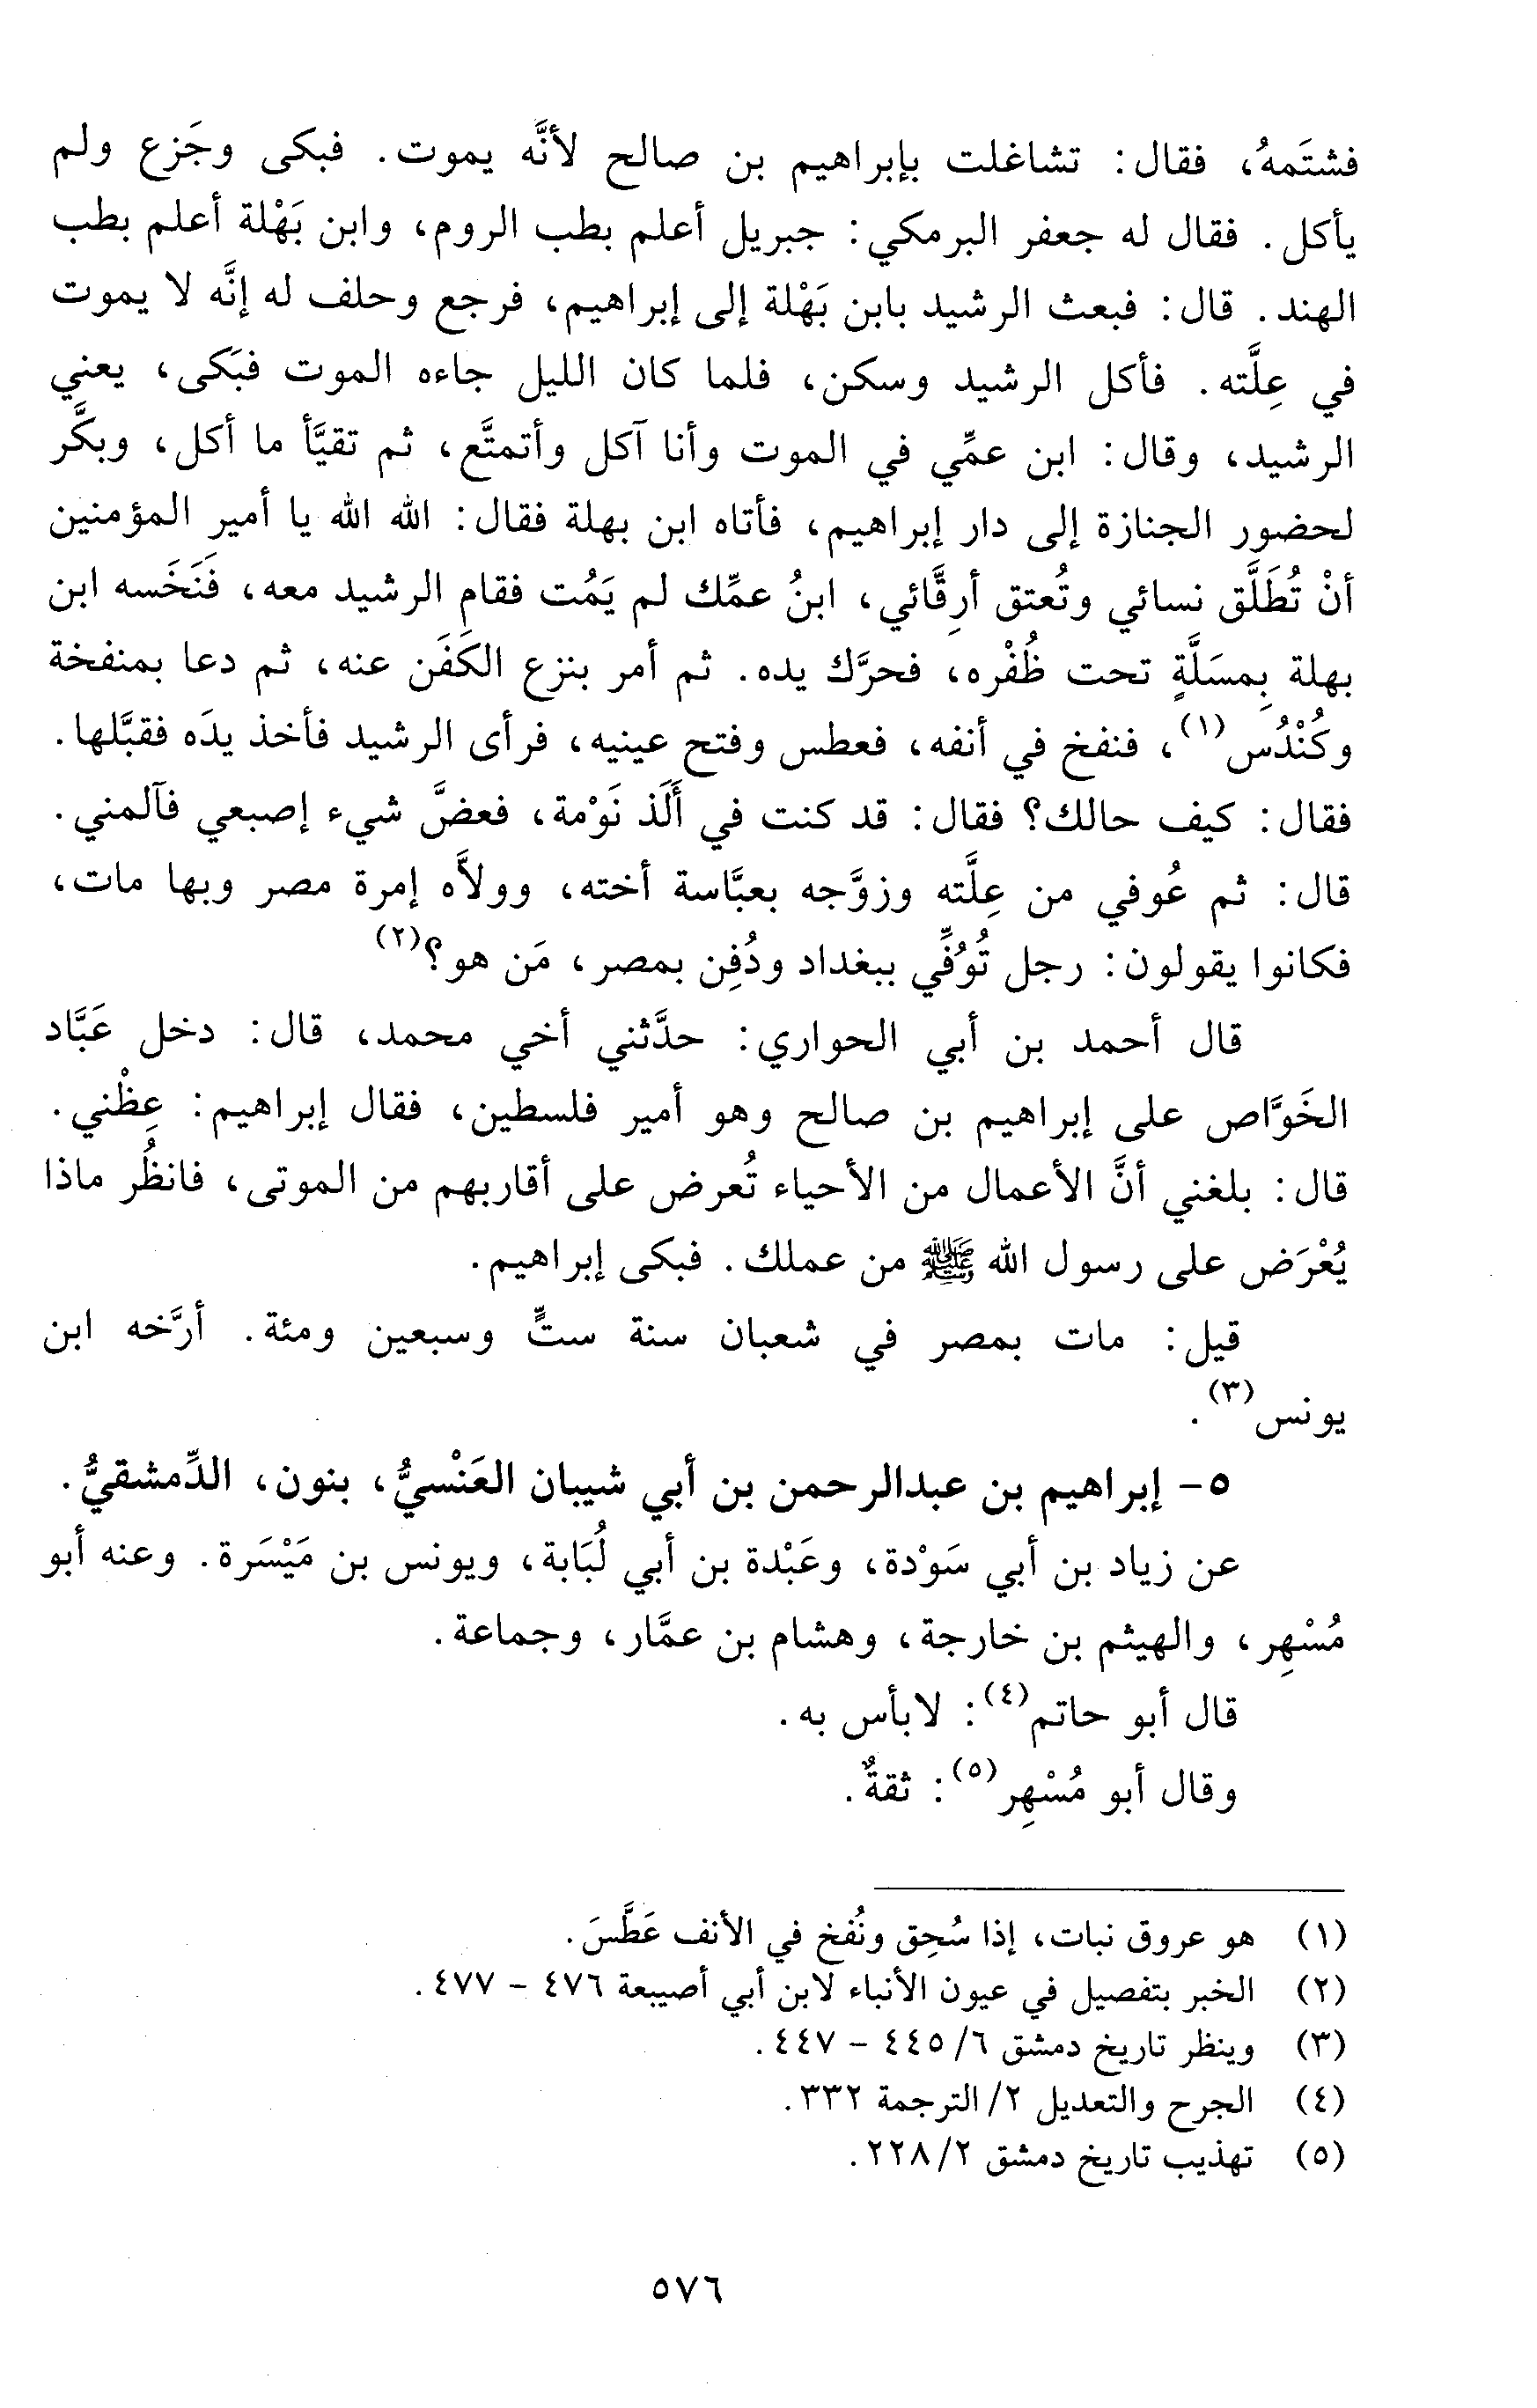 فشتَمهُ، فقال: تشاغلت بإبراهيم بن صالح لأنَّه يموت. فبكى وجَزع ولم
يأكل. فقال له جعفر البرمكي: جبريل أعلم بطب الروم، وابن بَهْلة أعلم بطب
الهند. قال: فبعث الرشيد بابن بَهْلة إلى إبراهيم، فرجع وحلف له إنَّه لا يموت
في عِلَّته. فأكل الرشيد وسكن، فلما كان الليل جاءه الموت فبَكى، يعني
الرشيد، وقال: ابن عمِّي في الموت وأنا آكل وأتمتَّع، ثم تقيَّأ ما أكل، وبكَّر
لحضور الجنازة إلى دار إبراهيم، فأتاه ابن بهلة فقال: الله الله يا أمير المؤمنين
أنْ تُطَلَّق نسائي وتُعتق أرِقَّائي، ابنُ عمِّك لم يَمُت فقام الرشيد معه، فَنَخَسه ابن
بهلة بِمسَلَّةٍ تحت ظُفْره، فحرَّك يده. ثم أمر بنزع الكَفَن عنه، ثم دعا بمنفخة
وكُنْدُس(١)، فنفخ في أنفه، فعطس وفتح عينيه، فرأى الرشيد فأخذ يدَه فقبَّلها.
فقال: كيف حالك؟ فقال: قد كنت في أَلَذ نَوْمة، فعضَّ شيء إصبعي فآلمني.
قال: ثم عُوفي من عِلَّته وزوَّجه بعبَّاسة أخته، وولاَّه إمرة مصر وبها مات،
فكانوا يقولون: رجل تُوُفِّي ببغداد ودُفِن بمصر، مَن هو؟(٢)
قال أحمد بن أبي الحواري: حدَّثني أخي محمد، قال: دخل عَبَّاد
الخَوَّاص على إبراهيم بن صالح وهو أمير فلسطين، فقال إبراهيم: عِظْني.
قال: بلغني أنَّ الأعمال من الأحياء تُعرض على أقاربهم من الموتى، فانظُر ماذا
يُعْرَض على رسول الله ﷺ من عملك. فبكى إبراهيم.
قيل: مات بمصر في شعبان سنة ستٍّ وسبعين ومئة. أرَّخه ابن
يونس(٣).
٥- إبراهيم بن عبدالرحمن بن أبي شيبان العَنْسيُّ، بنون، الدِّمشقيُّ.
عن زياد بن أبي سَوْدة، وعَبْدة بن أبي لُبَابة، ويونس بن مَيْسَرة. وعنه أبو
مُسْهِر، والهيثم بن خارجة، وهشام بن عمَّار، وجماعة.
قال أبو حاتم(٤): لابأس به.
وقال أبو مُسْهِر(٥): ثقةٌ.
(١) هو عروق نبات، إذا سُحِق ونُفخ في الأنف عَطَّسَ.
(٢) الخبر بتفصيل في عيون الأنباء لابن أبي أصيبعة ٤٧٦ - ٤٧٧.
(٣) وينظر تاريخ دمشق ٦/ ٤٤٥ - ٤٤٧.
(٤) الجرح والتعديل ٢/ الترجمة ٣٣٢.
(٥) تهذيب تاريخ دمشق ٢/ ٢٢٨.
٥٧٦